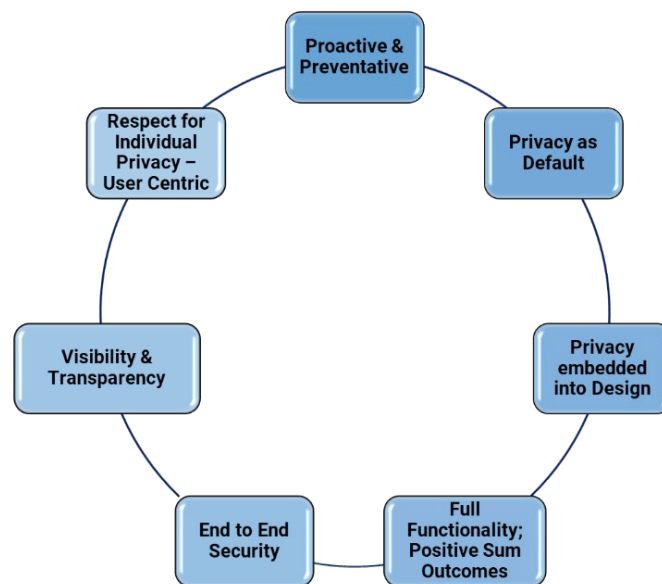 Proactive &
Preventative
Privacy as
Default
Privacy
embedded
into Design
Full
Functionality;
Positive Sum
Outcomes
End to End
Security
Visibility &
Transparency
Respect for
Individual
Privacy –
User Centric